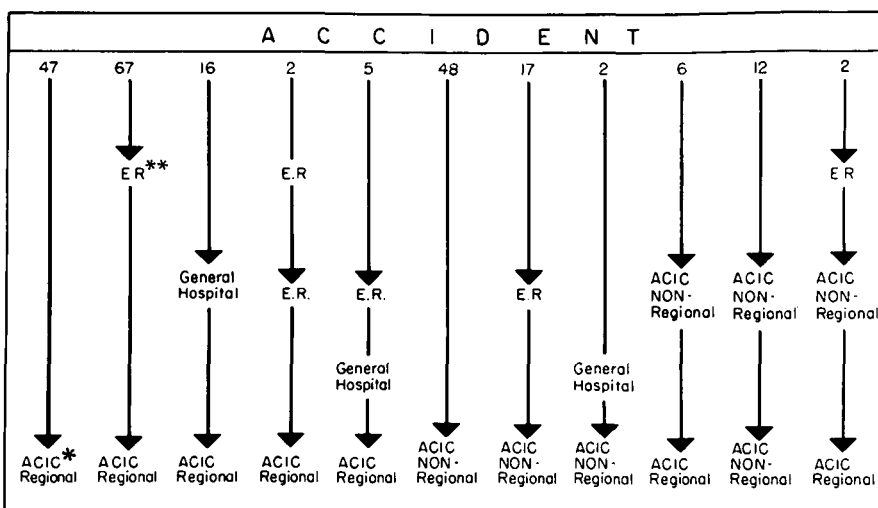 A C C I D E N T
47 67 16 2 5 48 17 2 6 12 2
E R** E.R E R
General Hospital
E.R.
E.R.
E.R
ACIC NON- Regional
ACIC NON- Regional
ACIC NON- Regional
General Hospital
General Hospital
ACIC* Regional
ACIC Regional
ACIC Regional
ACIC Regional
ACIC Regional
ACIC NON- Regional
ACIC NON- Regional
ACIC NON- Regional
ACIC Regional
ACIC NON- Regional
ACIC Regional